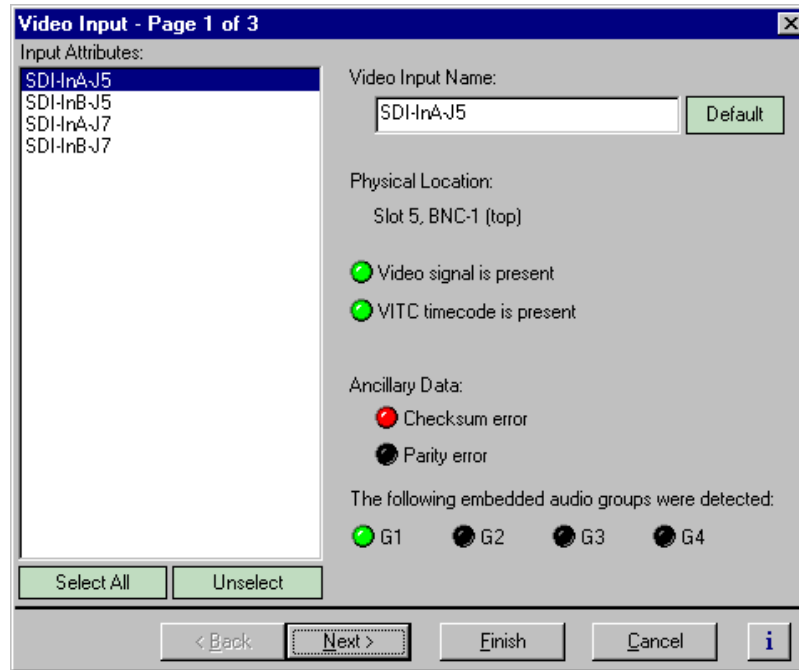 Video Input - Page 1 of 3
Input Attributes:
SDI-InA-J5
SDI-InB-J5
SDI-InA-J7
SDI-InB-J7
Select All
Unselect
Video Input Name:
SDI-InA-J5
Default
Physical Location:
Slot 5, BNC-1 (top)
Video signal is present
VITC timecode is present
Ancillary Data:
Checksum error
Parity error
The following embedded audio groups were detected:
G1 G2 G3 G4
< Back Next > Finish Cancel i